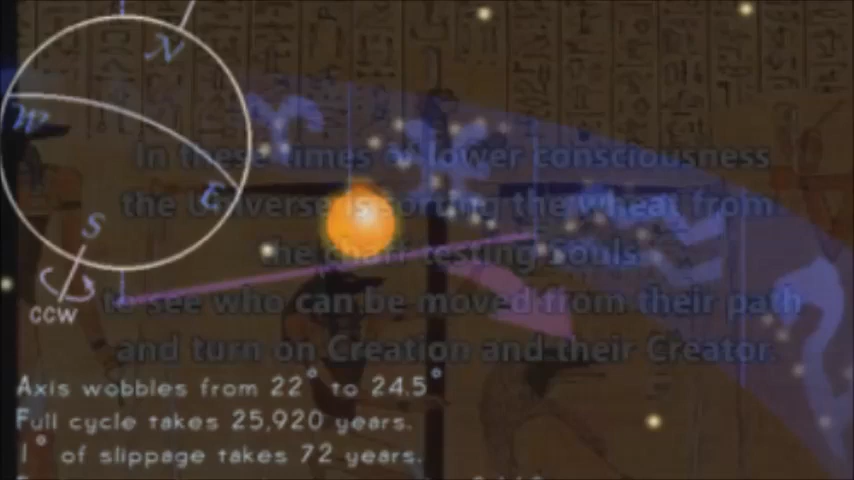 N
W
E
S
CCW
In these times of lower consciousness
the Universe is sorting the wheat from
the chaff testing Souls
to see who can be moved from their path
and turn on Creation and their Creator.
Axis wobbles from 22° to 24.5°
Full cycle takes 25,920 years.
1° of slippage takes 72 years.